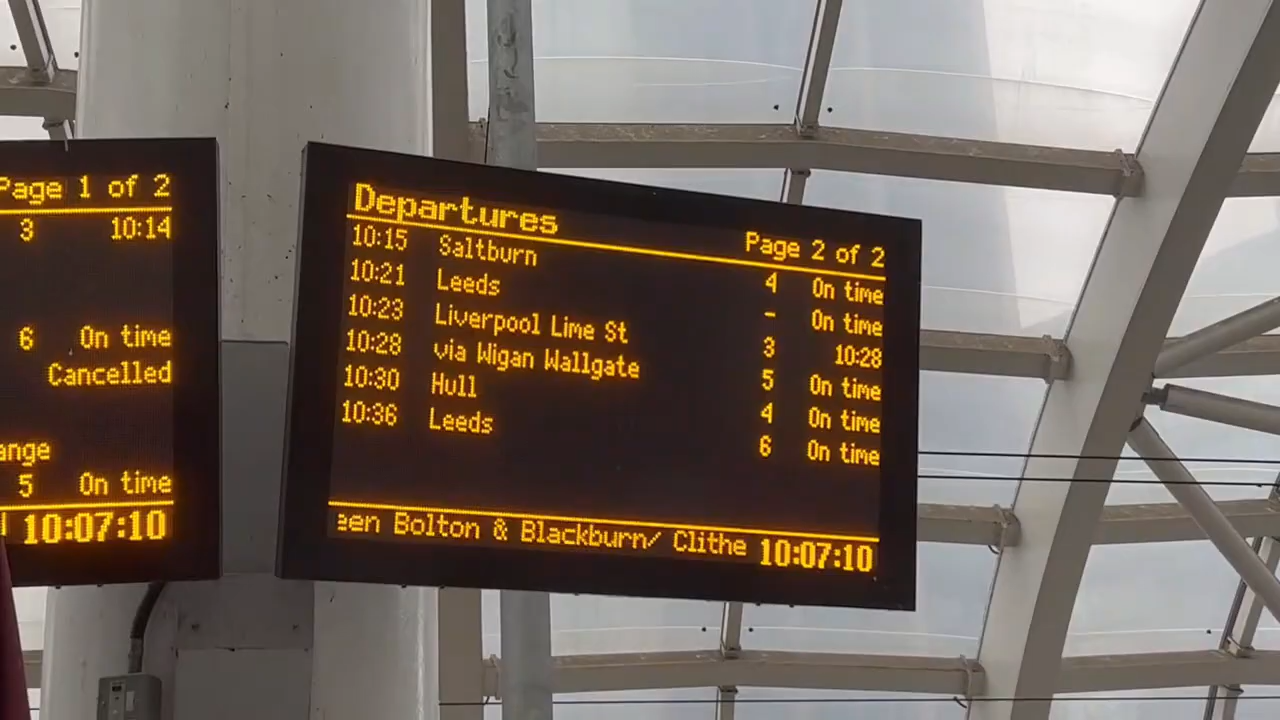 Page 1 of 2
3 10:14
6 On time
Cancelled
ange
5 On time
10:07:10
Departures Page 2 of 2
10:15 Saltburn 4 On time
10:21 Leeds - On time
10:23 Liverpool Lime St 3 10:28
10:28 via Wigan Wallgate 5 On time
10:30 Hull 4 On time
10:36 Leeds 6 On time
een Bolton & Blackburn/ Clithe 10:07:10